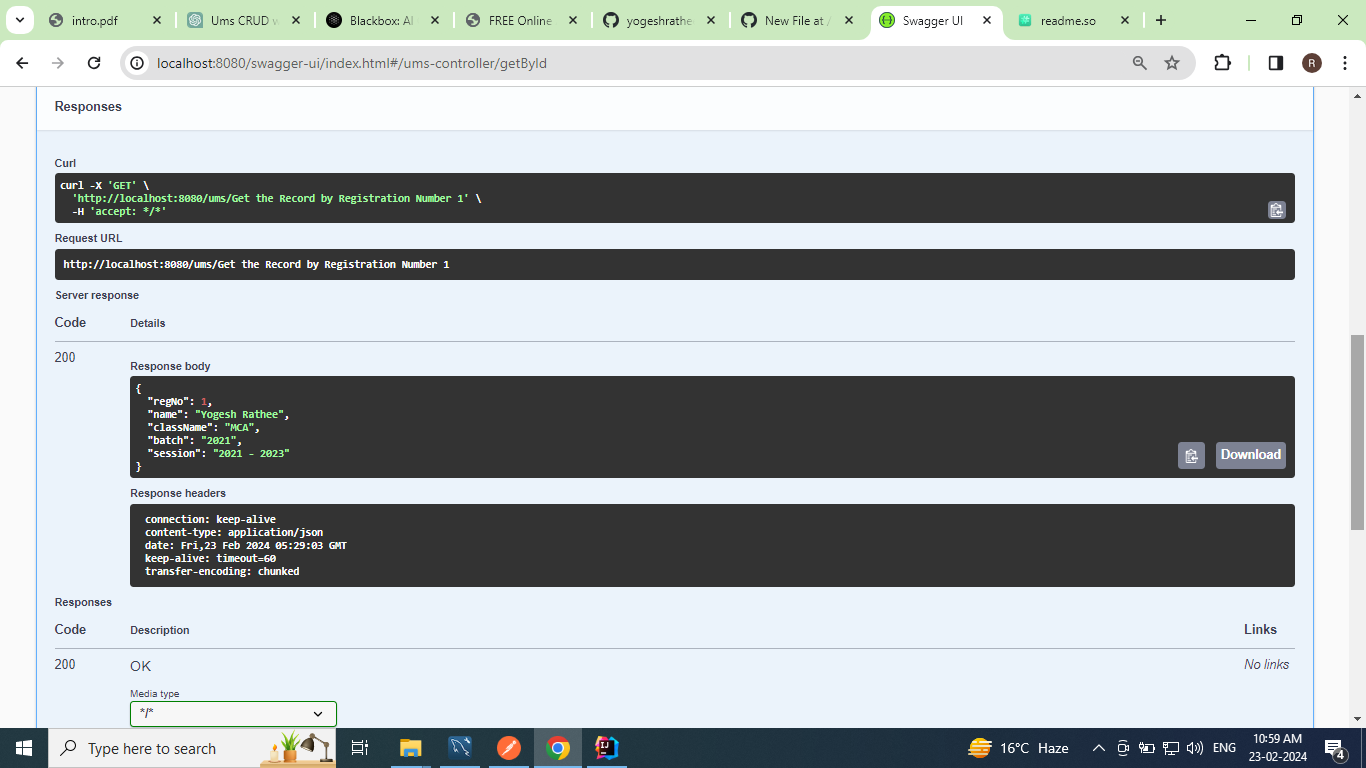 intro.pdf
Ums CRUD w
Blackbox: AI
FREE Online
yogeshrathe
New File at /
Swagger UI
readme.so
localhost:8080/swagger-ui/index.html#/ums-controller/getById
R
Responses
Curl
curl -X 'GET' \
'http://localhost:8080/ums/Get the Record by Registration Number 1' \
-H 'accept: */*'
Request URL
http://localhost:8080/ums/Get the Record by Registration Number 1
Server response
Code Details
200
Response body
{
"regNo": 1,
"name": "Yogesh Rathee",
"className": "MCA",
"batch": "2021",
"session": "2021 - 2023"
}
Download
Response headers
connection: keep-alive
content-type: application/json
date: Fri,23 Feb 2024 05:29:03 GMT
keep-alive: timeout=60
transfer-encoding: chunked
Responses
Code Description Links
200 OK No links
Media type
*/*
Type here to search
16°C Haze
ENG
10:59 AM
23-02-2024
4